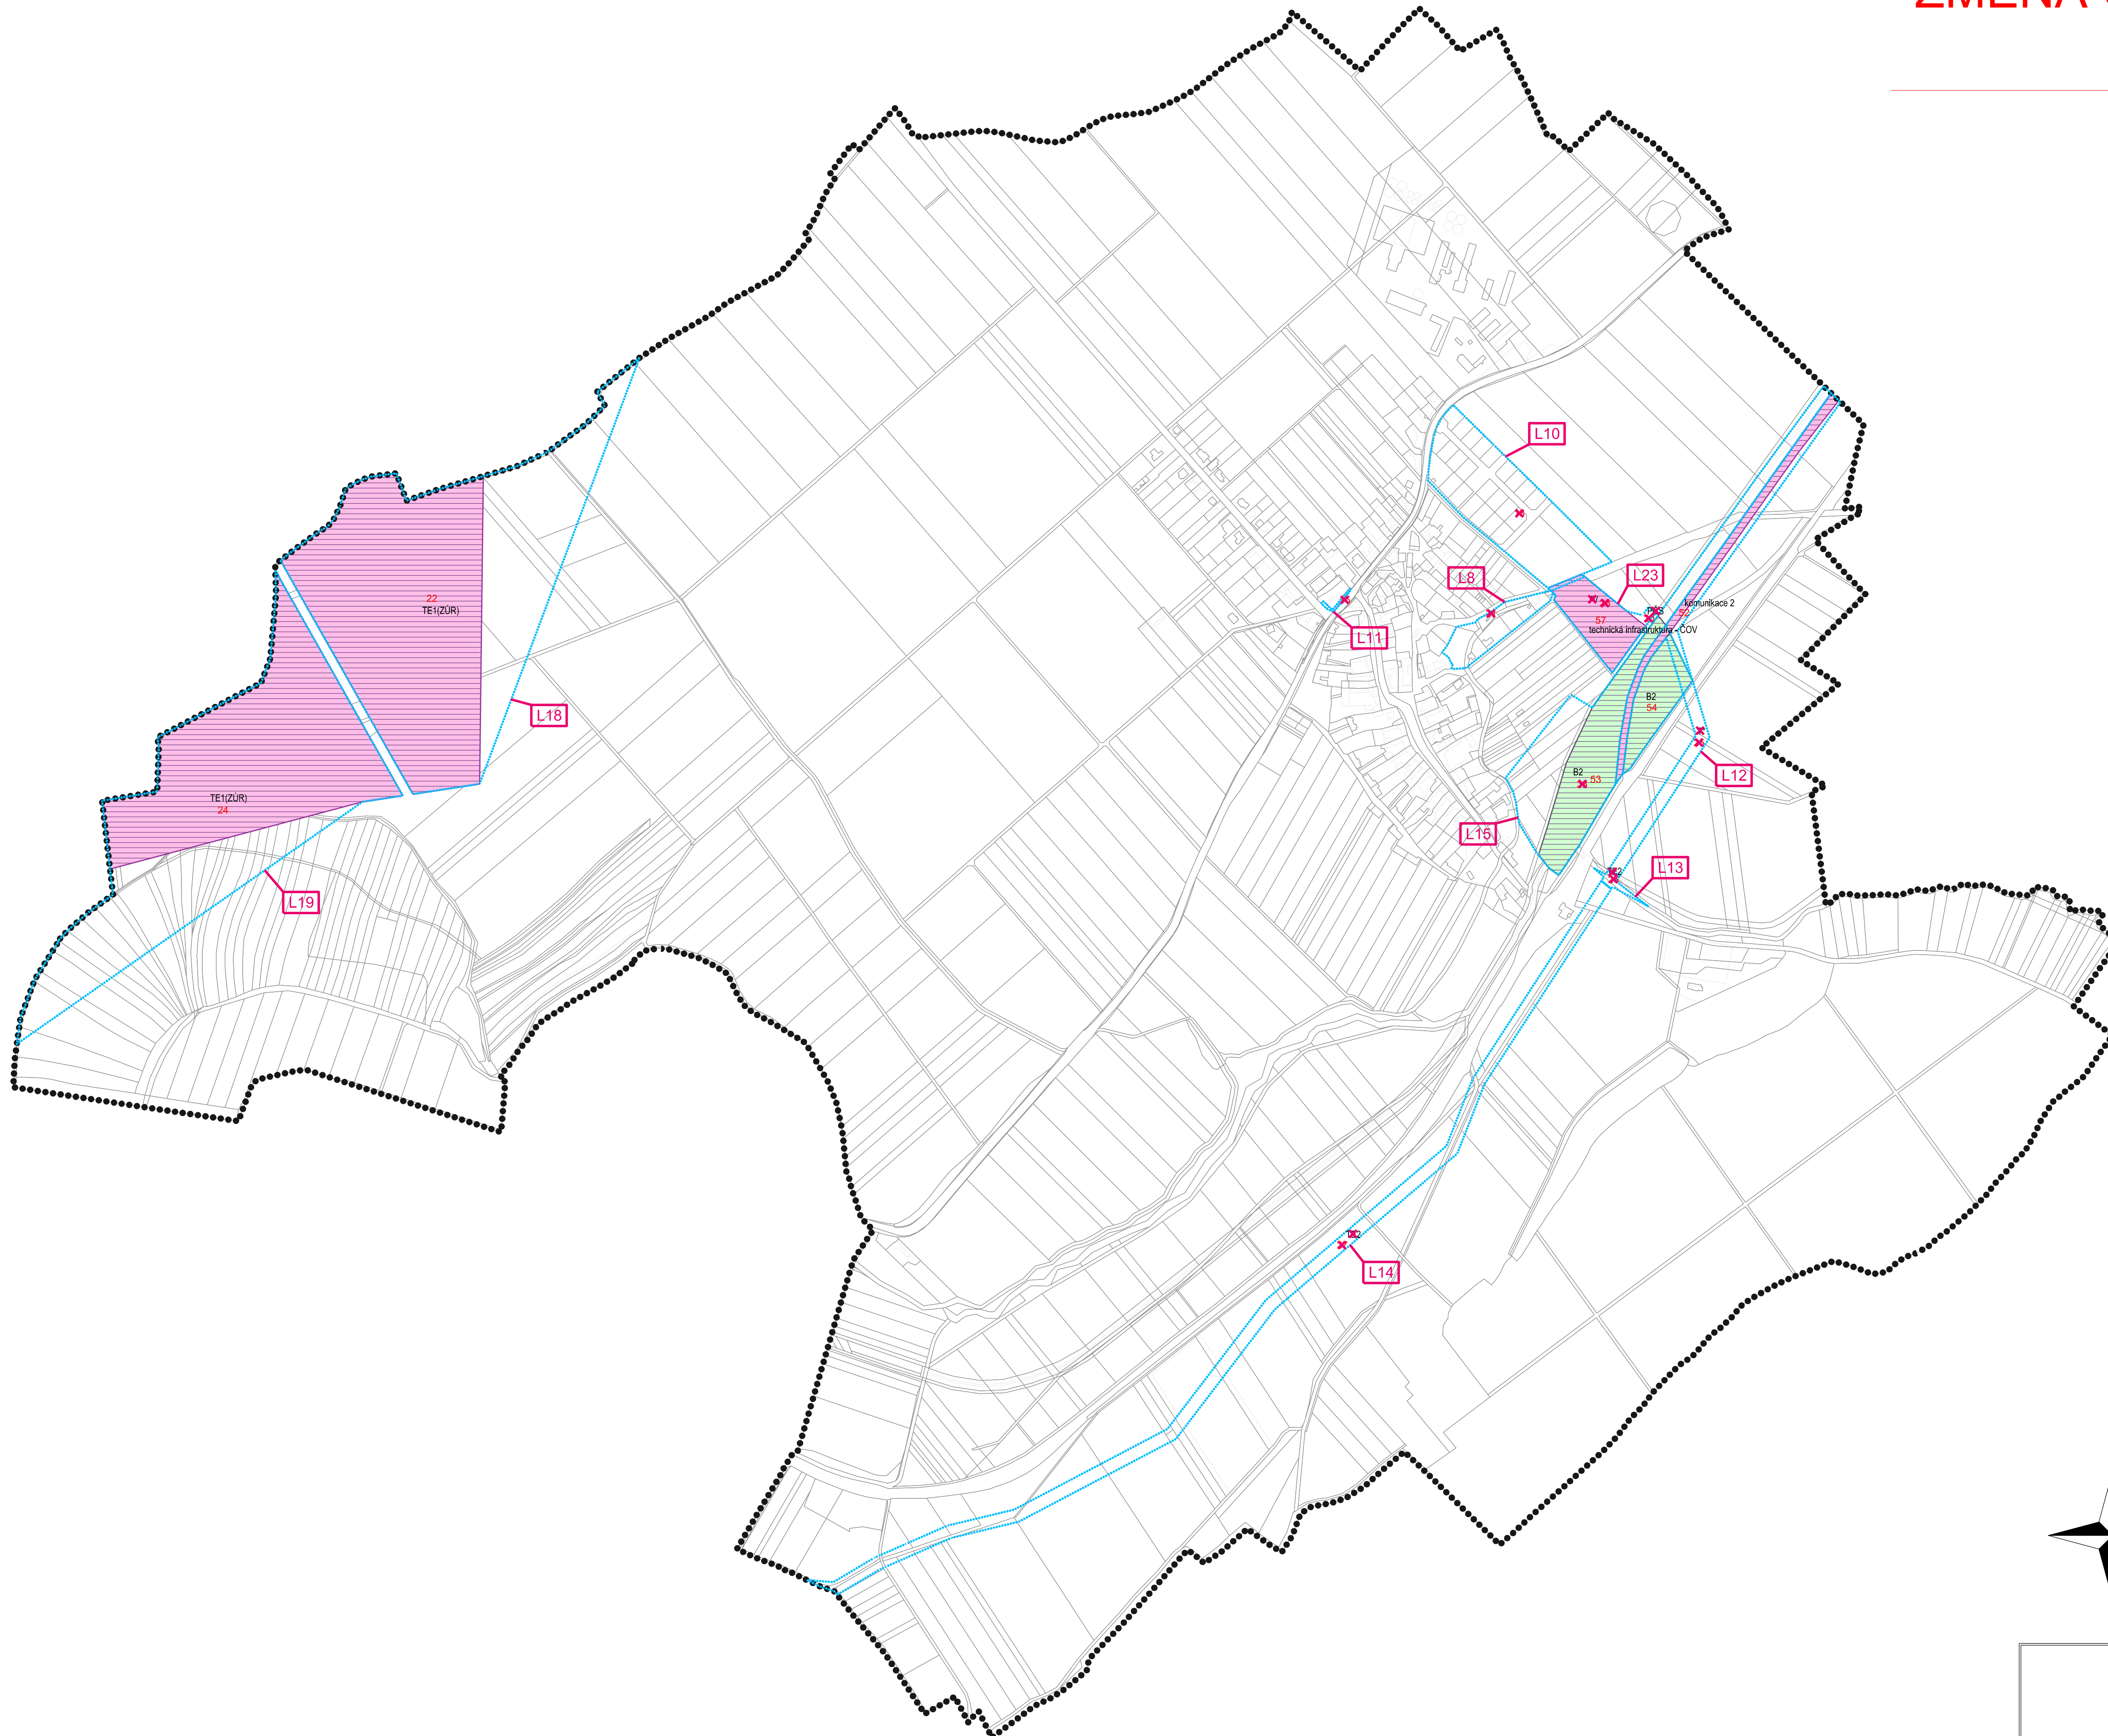 ZMĚNA
L10
L8
L23
L11
57
52
komunikace 2
technická infrastruktura - ČOV
22
TE1(ZÚR)
B2
54
L18
L12
B2
53
TE1(ZÚR)
24
L15
L13
L19
L14